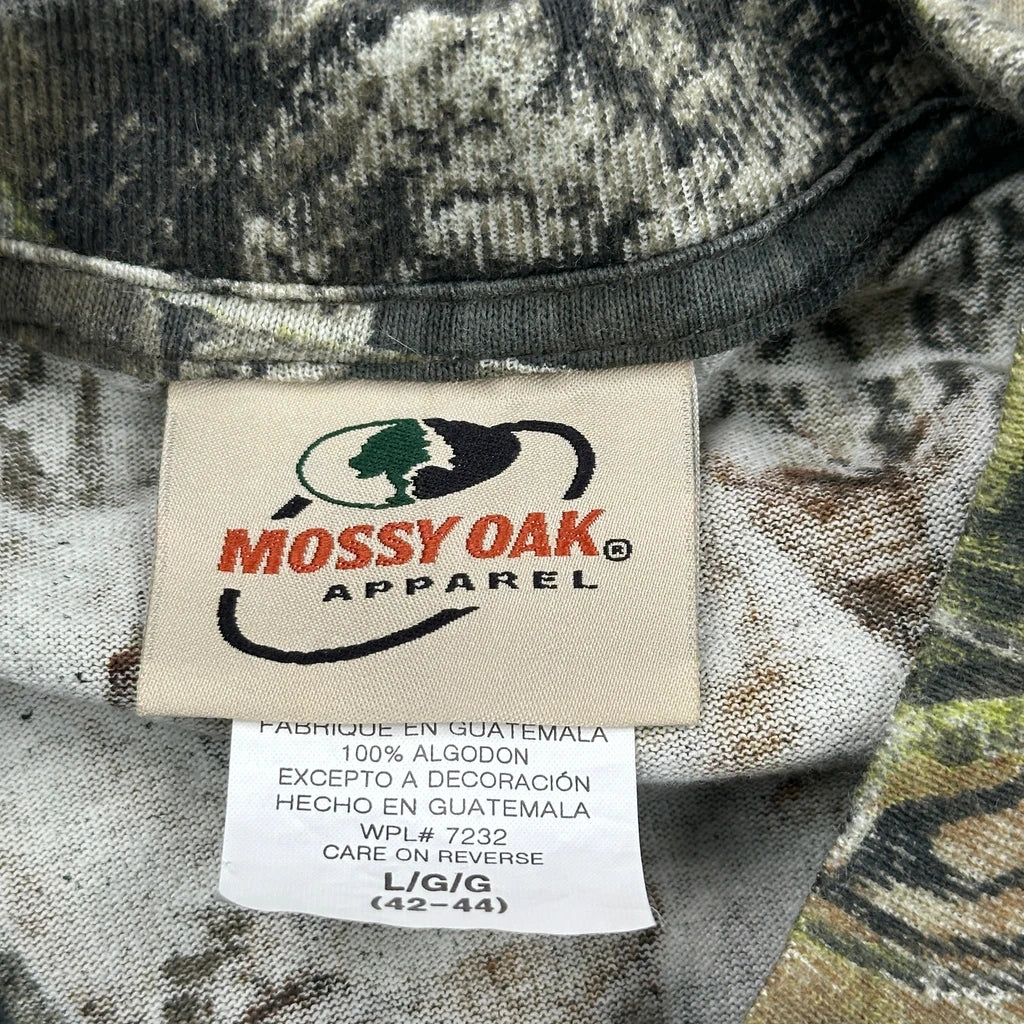 MOSSY OAK®
APPAREL
FABRIQUE EN GUATEMALA
100% ALGODON
EXCEPTO A DECORACIÓN
HECHO EN GUATEMALA
WPL# 7232
CARE ON REVERSE
L/G/G
(42-44)